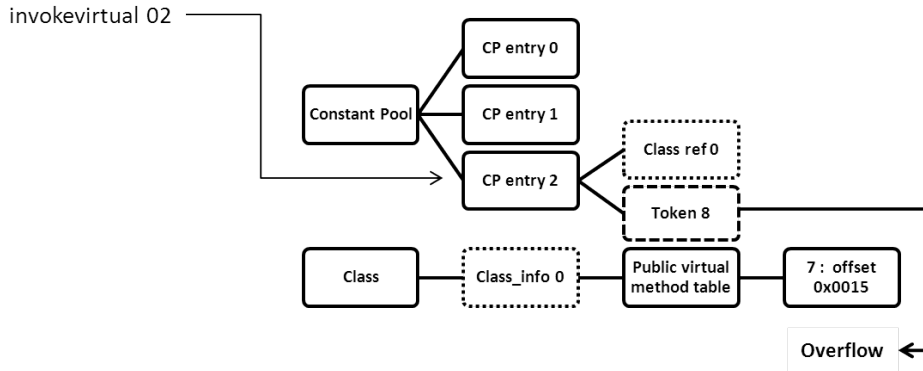 invokevirtual 02
CP entry 0
Constant Pool
CP entry 1
CP entry 2
Class ref 0
Token 8
Class
Class_info 0
Public virtual
method table
7 : offset
0x0015
Overflow